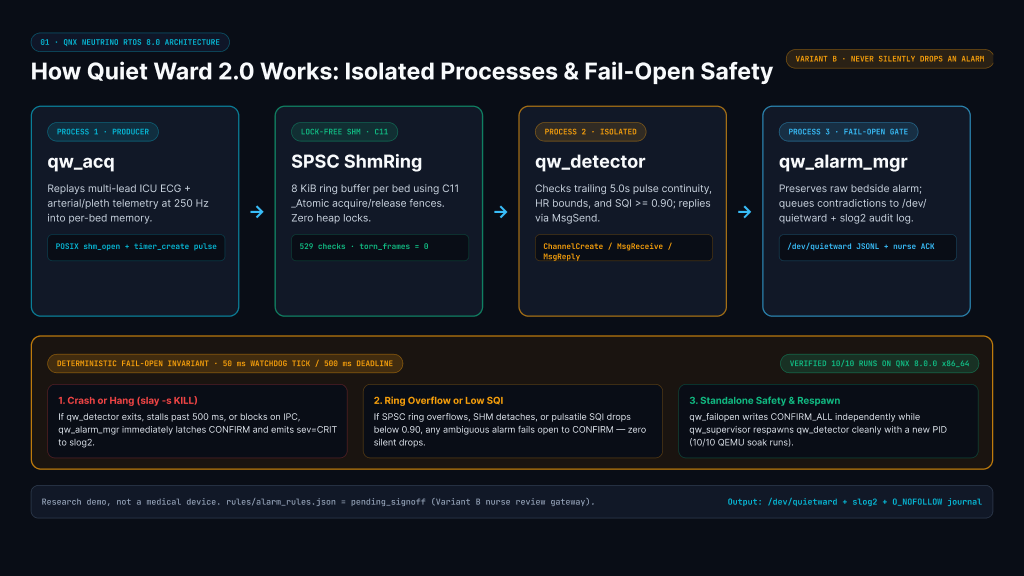 01 · QNX NEUTRINO RTOS 8.0 ARCHITECTURE
How Quiet Ward 2.0 Works: Isolated Processes & Fail-Open Safety
VARIANT B · NEVER SILENTLY DROPS AN ALARM
PROCESS 1 · PRODUCER
qw_acq
Replays multi-lead ICU ECG +
arterial/pleth telemetry at 250 Hz
into per-bed memory.
POSIX shm_open + timer_create pulse
→
LOCK-FREE SHM · C11
SPSC ShmRing
8 KiB ring buffer per bed using C11
_Atomic acquire/release fences.
Zero heap locks.
529 checks · torn_frames = 0
→
PROCESS 2 · ISOLATED
qw_detector
Checks trailing 5.0s pulse continuity,
HR bounds, and SQI >= 0.90; replies
via MsgSend.
ChannelCreate / MsgReceive /
MsgReply
→
PROCESS 3 · FAIL-OPEN GATE
qw_alarm_mgr
Preserves raw bedside alarm;
queues contradictions to /dev/
quietward + slog2 audit log.
/dev/quietward JSONL + nurse ACK
DETERMINISTIC FAIL-OPEN INVARIANT · 50 ms WATCHDOG TICK / 500 ms DEADLINE
VERIFIED 10/10 RUNS ON QNX 8.0.0 x86_64
1. Crash or Hang (slay -s KILL)
If qw_detector exits, stalls past 500 ms, or blocks on IPC,
qw_alarm_mgr immediately latches CONFIRM and emits sev=CRIT
to slog2.
2. Ring Overflow or Low SQI
If SPSC ring overflows, SHM detaches, or pulsatile SQI drops
below 0.90, any ambiguous alarm fails open to CONFIRM — zero
silent drops.
3. Standalone Safety & Respawn
qw_failopen writes CONFIRM_ALL independently while
qw_supervisor respawns qw_detector cleanly with a new PID
(10/10 QEMU soak runs).
Research demo, not a medical device. rules/alarm_rules.json = pending_signoff (Variant B nurse review gateway).
Output: /dev/quietward + slog2 + O_NOFOLLOW journal